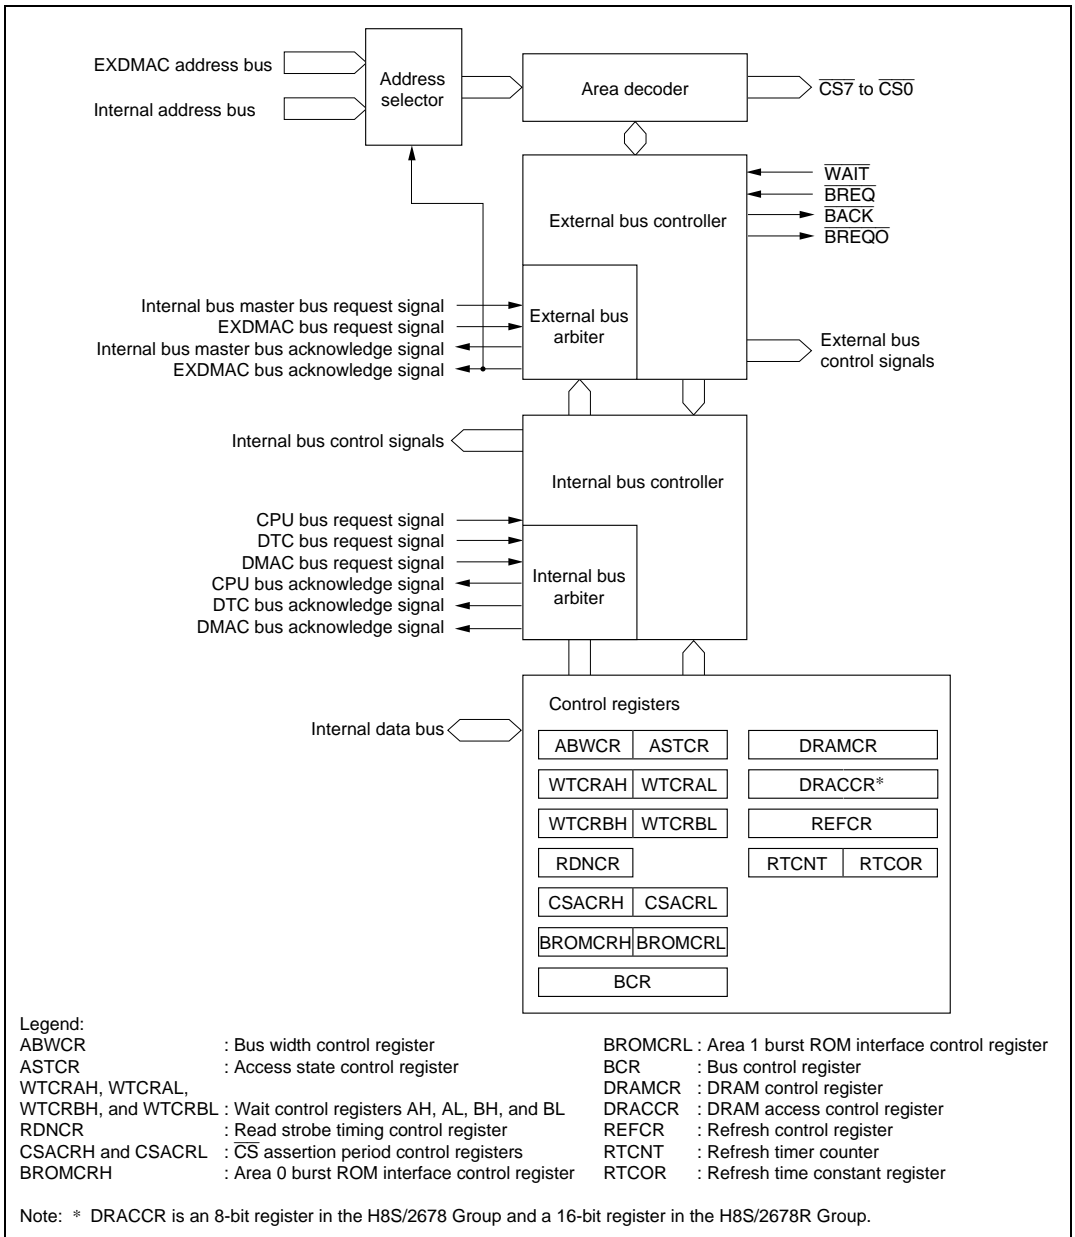 EXDMAC address bus
Internal address bus
Address
selector
Area decoder
CS7 to CS0
External bus controller
WAIT
BREQ
BACK
BREQO
Internal bus master bus request signal
EXDMAC bus request signal
Internal bus master bus acknowledge signal
EXDMAC bus acknowledge signal
External bus
arbiter
External bus
control signals
Internal bus control signals
Internal bus controller
CPU bus request signal
DTC bus request signal
DMAC bus request signal
CPU bus acknowledge signal
DTC bus acknowledge signal
DMAC bus acknowledge signal
Internal bus
arbiter
Internal data bus
Control registers
ABWCR ASTCR DRAMCR
WTCRAH WTCRAL DRACCR*
WTCRBH WTCRBL REFCR
RDNCR RTCNT RTCOR
CSACRH CSACRL
BROMCRH BROMCRL
BCR
Legend:
ABWCR : Bus width control register
ASTCR : Access state control register
WTCRAH, WTCRAL,
WTCRBH, and WTCRBL : Wait control registers AH, AL, BH, and BL
RDNCR : Read strobe timing control register
CSACRH and CSACRL : CS assertion period control registers
BROMCRH : Area 0 burst ROM interface control register
BROMCRL : Area 1 burst ROM interface control register
BCR : Bus control register
DRAMCR : DRAM control register
DRACCR : DRAM access control register
REFCR : Refresh control register
RTCNT : Refresh timer counter
RTCOR : Refresh time constant register
Note: * DRACCR is an 8-bit register in the H8S/2678 Group and a 16-bit register in the H8S/2678R Group.